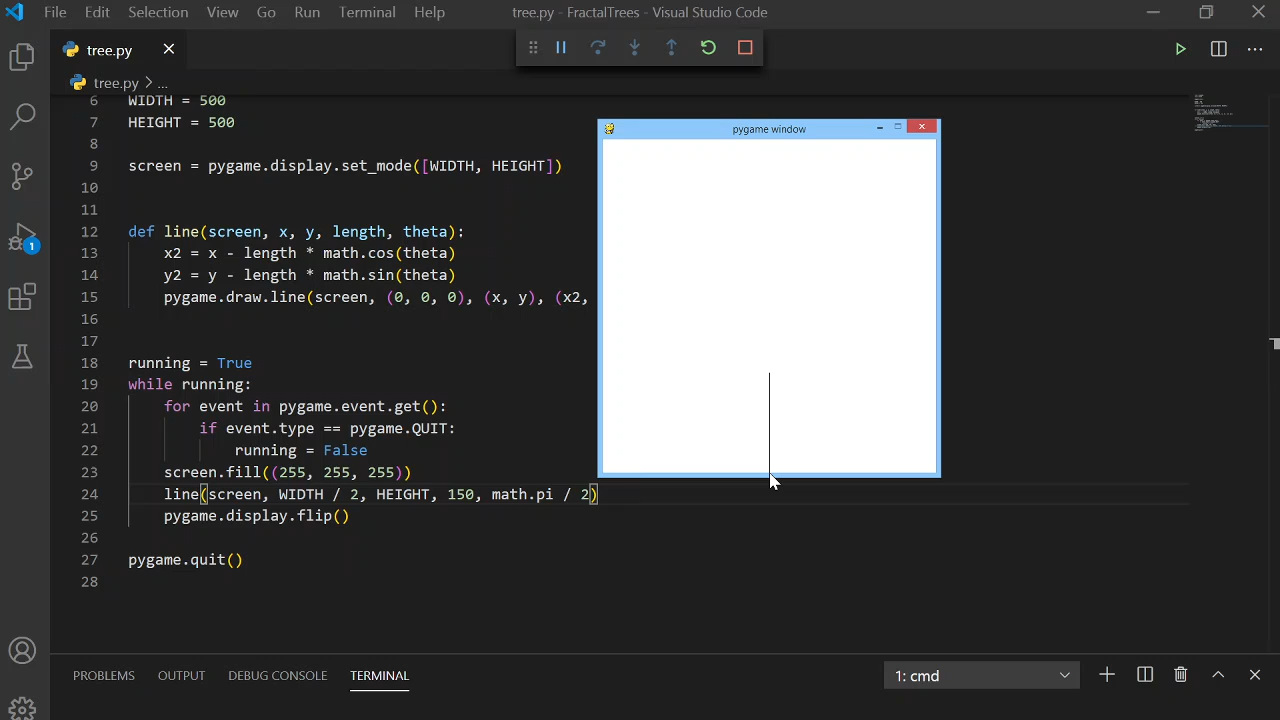 File Edit Selection View Go Run Terminal Help tree.py - FractalTrees - Visual Studio Code
tree.py
tree.py > ...
6 WIDTH = 500
7 HEIGHT = 500
8
9 screen = pygame.display.set_mode([WIDTH, HEIGHT])
10
11
12 def line(screen, x, y, length, theta):
13 x2 = x - length * math.cos(theta)
14 y2 = y - length * math.sin(theta)
15 pygame.draw.line(screen, (0, 0, 0), (x, y), (x2,
16
17
18 running = True
19 while running:
20 for event in pygame.event.get():
21 if event.type == pygame.QUIT:
22 running = False
23 screen.fill((255, 255, 255))
24 line(screen, WIDTH / 2, HEIGHT, 150, math.pi / 2)
25 pygame.display.flip()
26
27 pygame.quit()
28
pygame window
1
PROBLEMS OUTPUT DEBUG CONSOLE TERMINAL 1: cmd